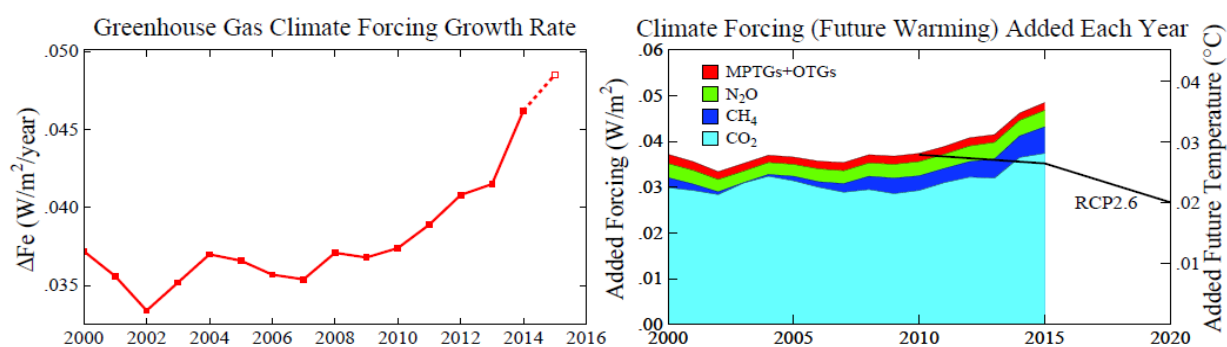 Greenhouse Gas Climate Forcing Growth Rate
.050
.045
.040
.035
ΔFe (W/m²/year)
2000 2002 2004 2006 2008 2010 2012 2014 2016
Climate Forcing (Future Warming) Added Each Year
.06
.05
.04
.03
.02
.01
.00
Added Forcing (W/m²)
MPTGs+OTGs
N₂O
CH₄
CO₂
RCP2.6
.04
.03
.02
.01
Added Future Temperature (°C)
2000 2005 2010 2015 2020